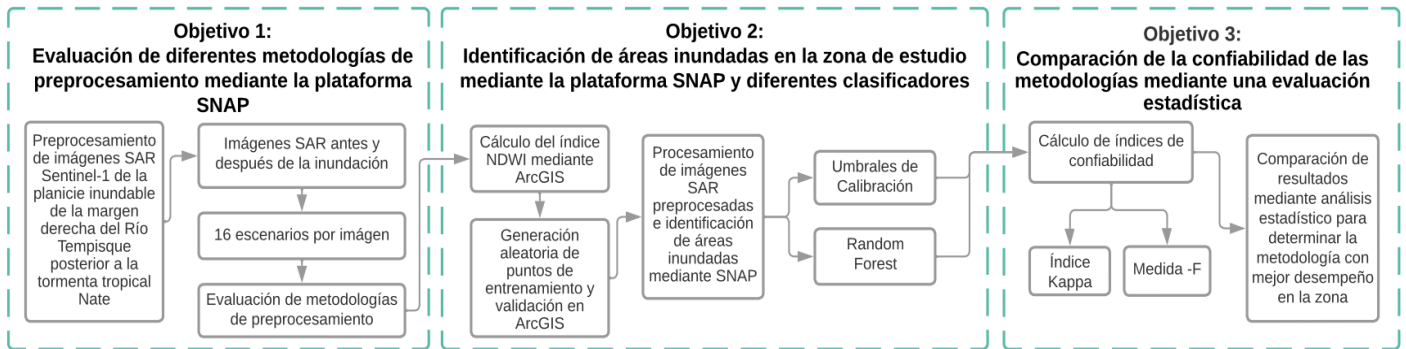 Objetivo 1:
Evaluación de diferentes metodologías de
preprocesamiento mediante la plataforma
SNAP
Preprocesamiento
de imágenes SAR
Sentinel-1 de la
planicie inundable
de la margen
derecha del Río
Tempisque
posterior a la
tormenta tropical
Nate
Imágenes SAR antes y
después de la inundación
16 escenarios por imágen
Evaluación de metodologías
de preprocesamiento
Objetivo 2:
Identificación de áreas inundadas en la zona de estudio
mediante la plataforma SNAP y diferentes clasificadores
Cálculo del índice
NDWI mediante
ArcGIS
Generación
aleatoria de
puntos de
entrenamiento y
validación en
ArcGIS
Procesamiento
de imágenes
SAR
preprocesadas
e identificación
de áreas
inundadas
mediante SNAP
Umbrales de
Calibración
Random
Forest
Objetivo 3:
Comparación de la confiabilidad de las
metodologías mediante una evaluación
estadística
Cálculo de índices de
confiabilidad
Índice
Kappa
Medida -F
Comparación de
resultados
mediante análisis
estadístico para
determinar la
metodología con
mejor desempeño
en la zona